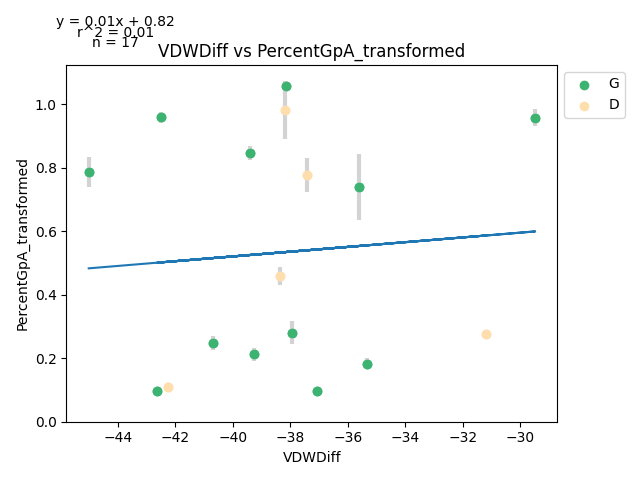 y = 0.01x + 0.82
r^2 = 0.01
n = 17
VDWDiff vs PercentGpA_transformed
G
D
1.0
0.8
0.6
0.4
0.2
0.0
PercentGpA_transformed
−44 −42 −40 −38 −36 −34 −32 −30
VDWDiff